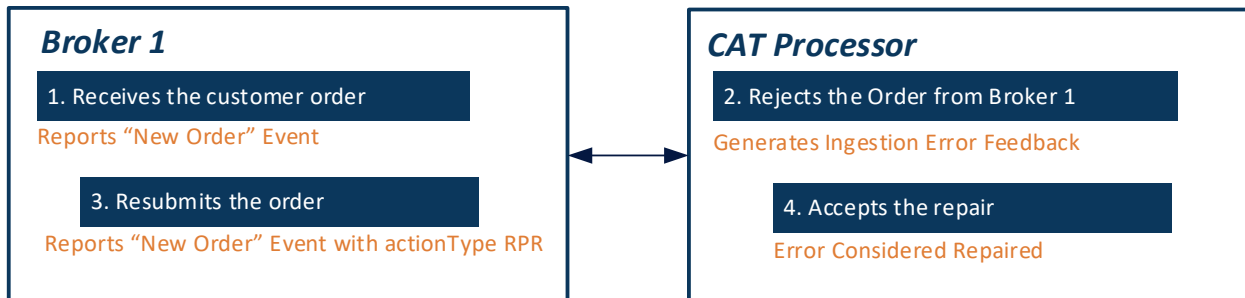 Broker 1
1. Receives the customer order
Reports “New Order” Event
3. Resubmits the order
Reports “New Order” Event with actionType RPR
CAT Processor
2. Rejects the Order from Broker 1
Generates Ingestion Error Feedback
4. Accepts the repair
Error Considered Repaired